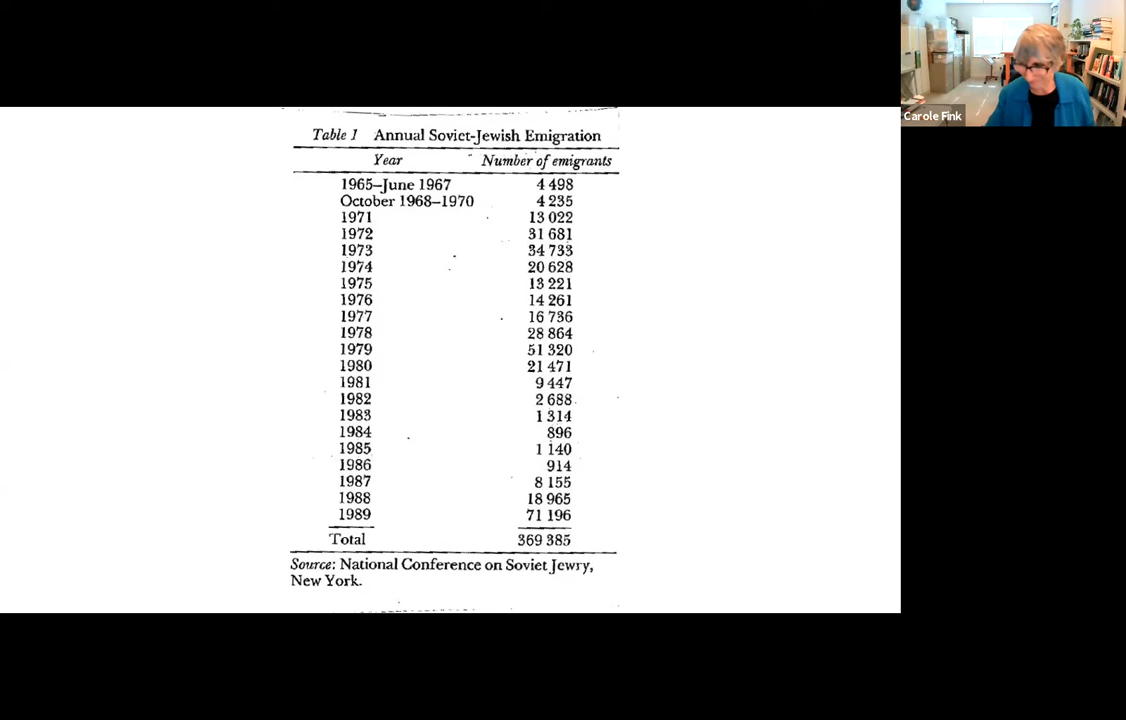 Carole Fink
Table 1 Annual Soviet-Jewish Emigration
Year Number of emigrants
1965–June 1967 4 498
October 1968–1970 4 235
1971 13 022
1972 31 681
1973 34 733
1974 20 628
1975 13 221
1976 14 261
1977 16 736
1978 28 864
1979 51 320
1980 21 471
1981 9 447
1982 2 688
1983 1 314
1984 896
1985 1 140
1986 914
1987 8 155
1988 18 965
1989 71 196
Total 369 385
Source: National Conference on Soviet Jewry,
New York.